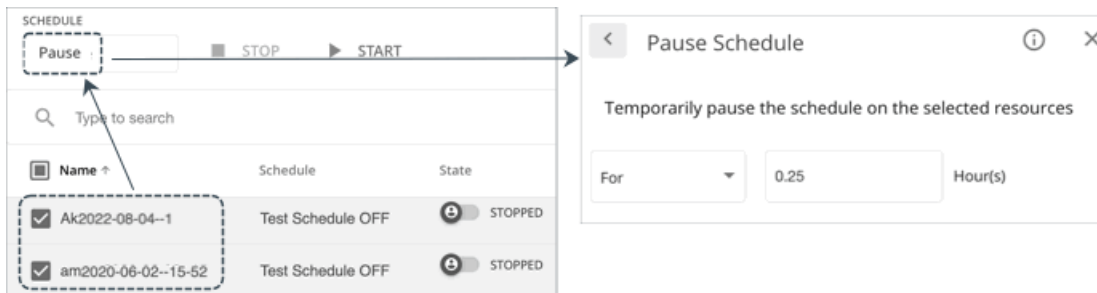 SCHEDULE
Pause
STOP
START
Type to search
Name
Schedule
State
Ak2022-08-04--1
Test Schedule OFF
STOPPED
am2020-06-02--15-52
Test Schedule OFF
STOPPED
Pause Schedule
Temporarily pause the schedule on the selected resources
For
0.25
Hour(s)